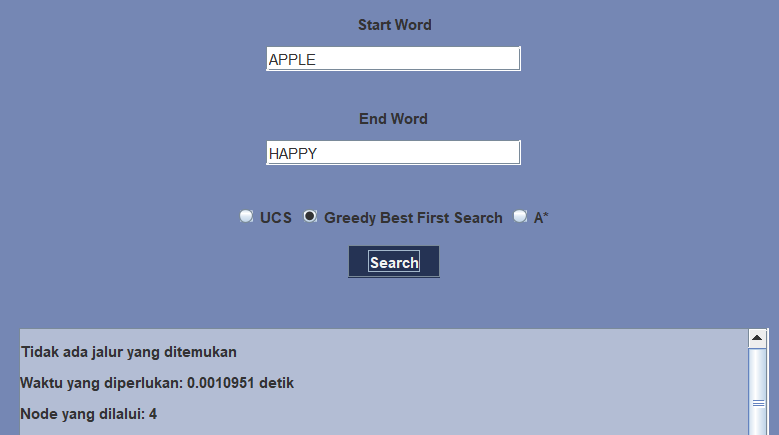 Start Word
APPLE
End Word
HAPPY
UCS Greedy Best First Search A*
Search
Tidak ada jalur yang ditemukan
Waktu yang diperlukan: 0.0010951 detik
Node yang dilalui: 4